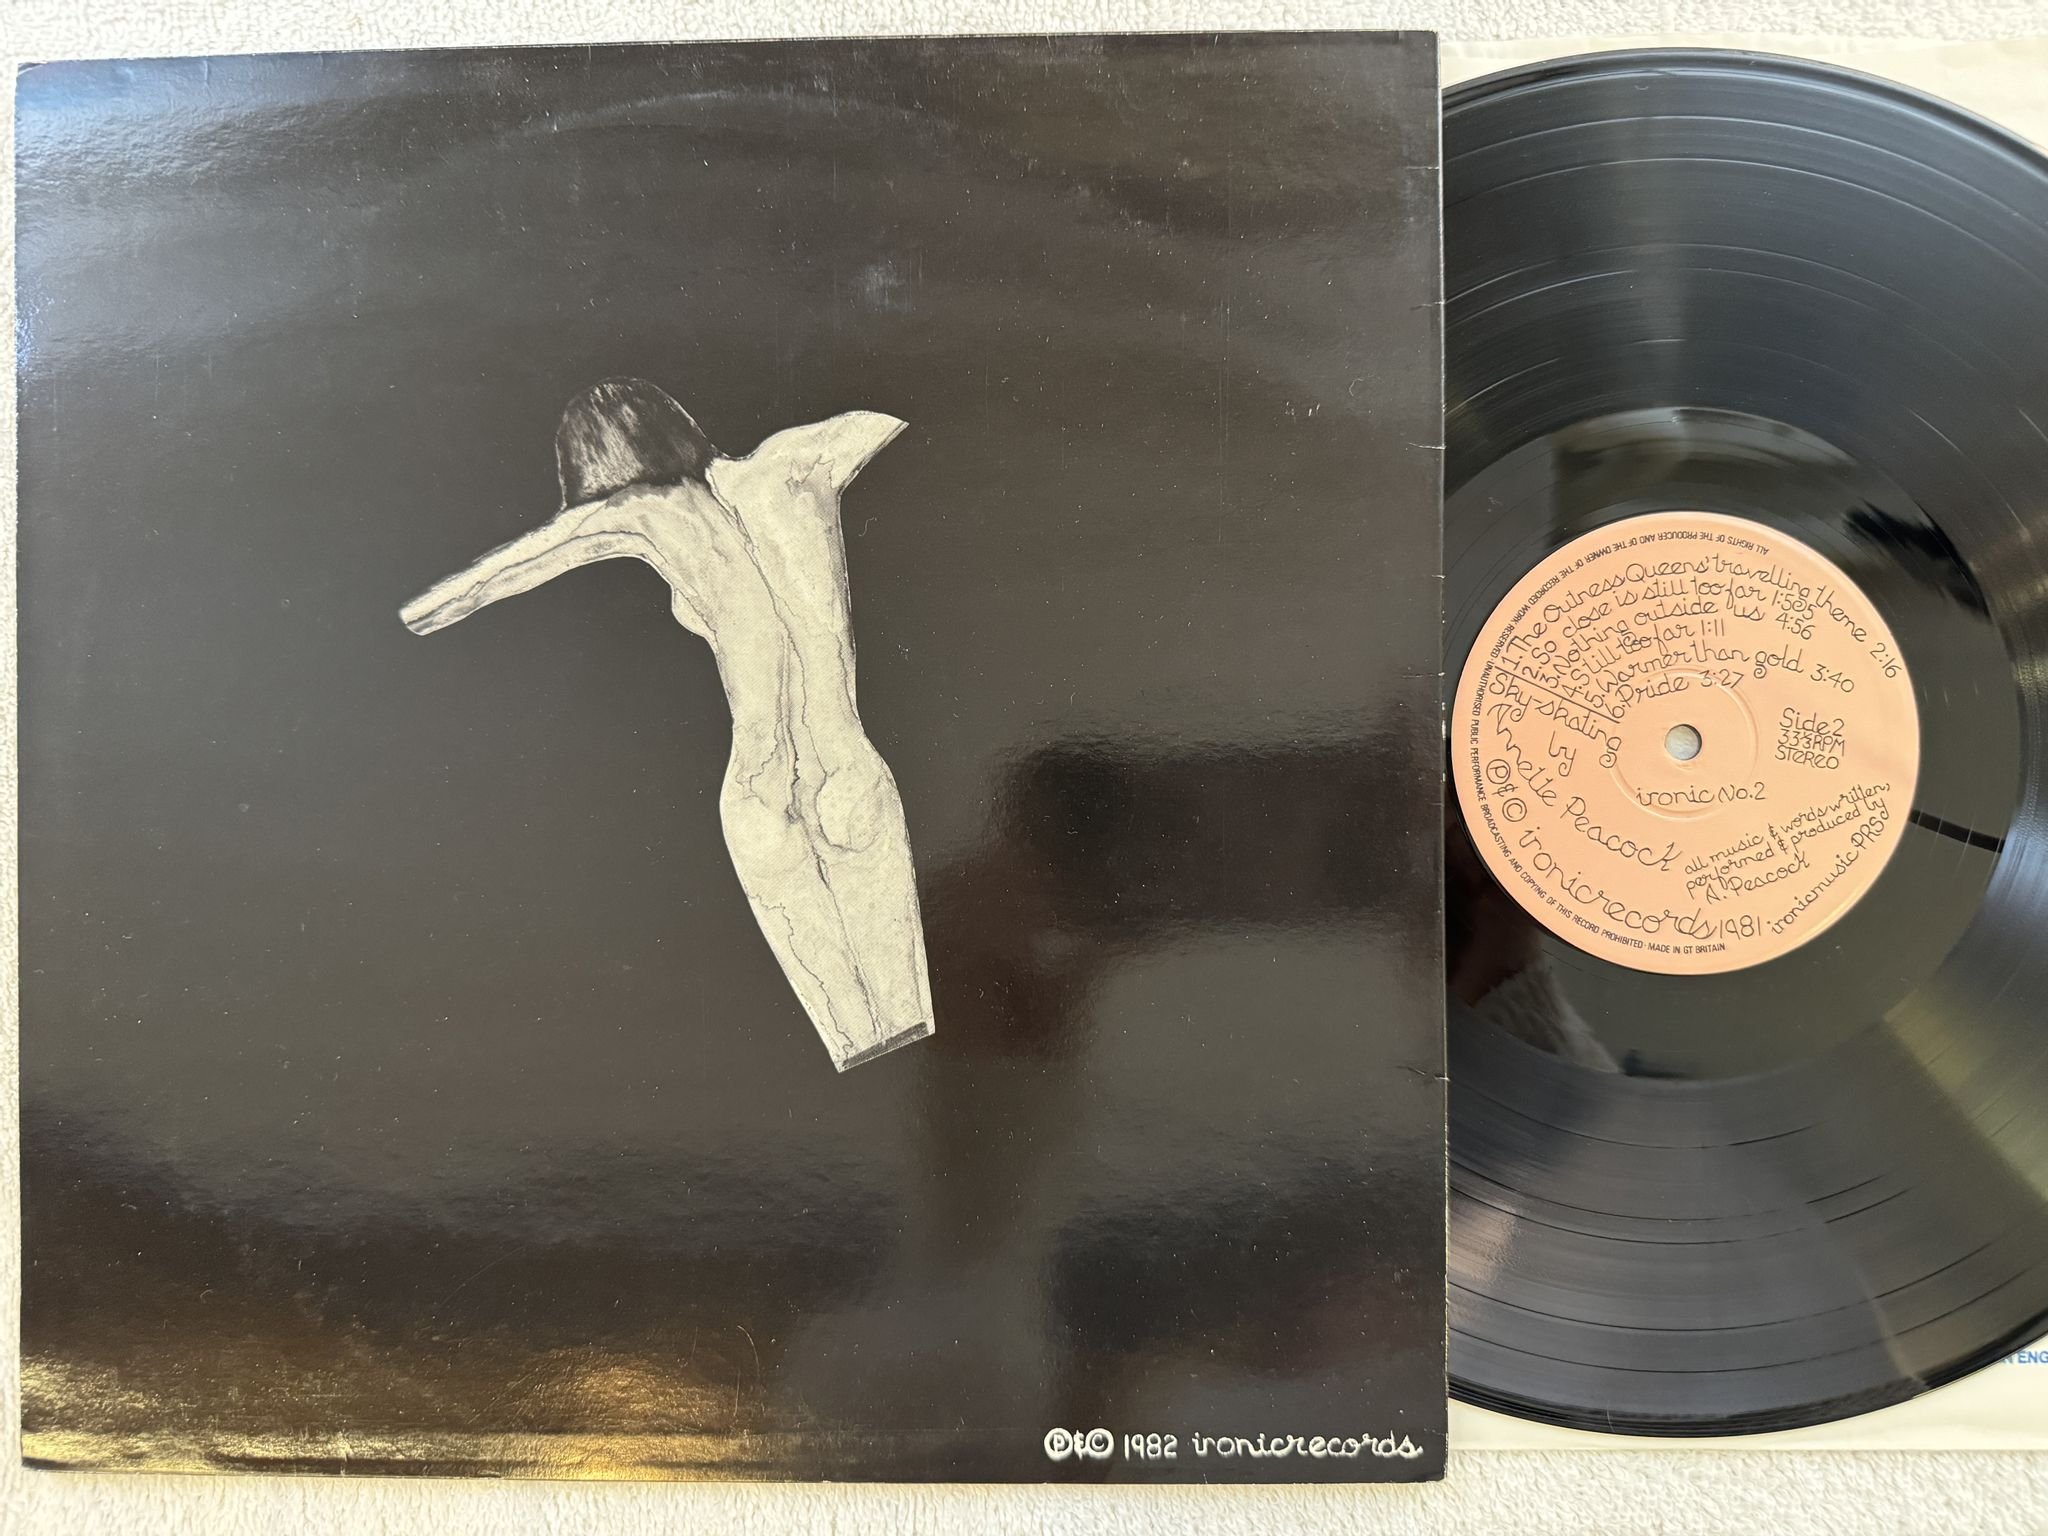 ALL RIGHTS OF THE PRODUCER AND OF THE OWNER OF THE RECORDED WORK RESERVED · UNAUTHORISED PUBLIC PERFORMANCE BROADCASTING AND COPYING OF THIS RECORD PROHIBITED · MADE IN GT BRITAIN
1. The Outness Queens' travelling theme 2:16
2. So close is still too far 1:55
3. Nothing outside us 4:56
4. Still too far 1:11
5. Warmer than gold 3:40
6. Pride 3:27
Sky-skating
by
Annette Peacock
Side 2
33⅓RPM
STEREO
ironic No.2
all music & words written,
performed & produced by
A. Peacock
ironicmusic PRS
Ⓟ&© ironicrecords 1981
Ⓟ&© 1982 ironicrecords
ENG